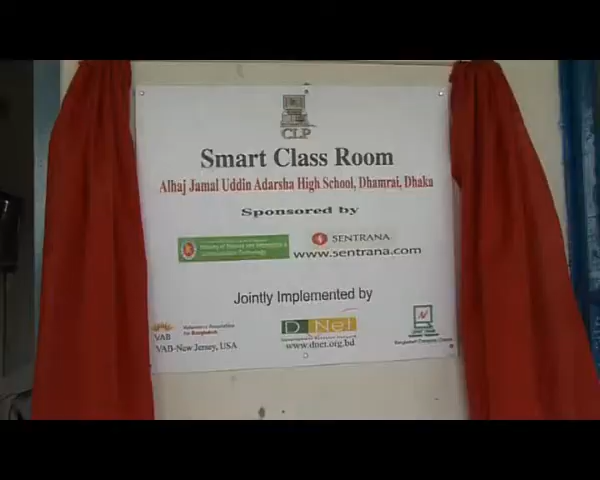 CLP
Smart Class Room
Alhaj Jamal Uddin Adarsha High School, Dhamrai, Dhaka
Sponsored by
SENTRANA
www.sentrana.com
Jointly Implemented by
VAB
VAB-New Jersey, USA
D.Net
www.dnet.org.bd